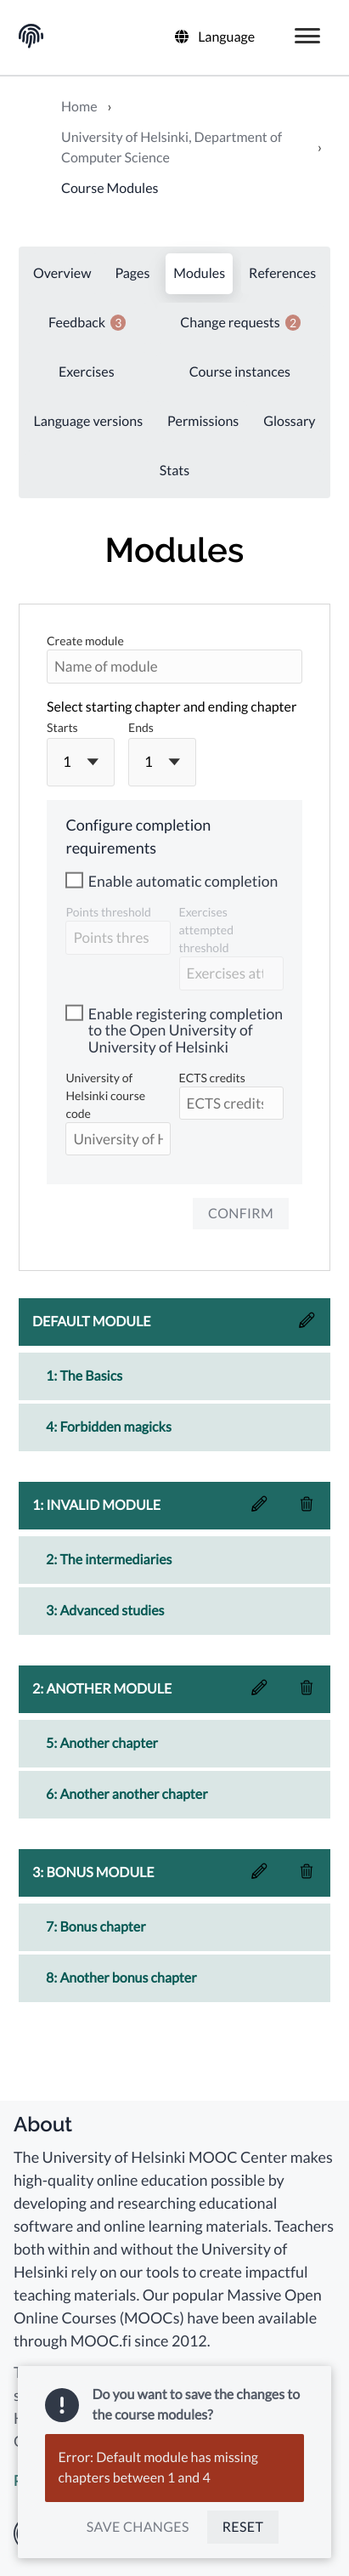 Language
Home ›
University of Helsinki, Department of
Computer Science ›
Course Modules
Overview Pages Modules References
Feedback 3 Change requests 2
Exercises Course instances
Language versions Permissions Glossary
Stats
Modules
Create module
Name of module
Select starting chapter and ending chapter
Starts Ends
1 1
Configure completion
requirements
Enable automatic completion
Points threshold
Points thres
Exercises
attempted
threshold
Exercises att
Enable registering completion
to the Open University of
University of Helsinki
University of
Helsinki course
code
University of H
ECTS credits
ECTS credits
CONFIRM
DEFAULT MODULE
1: The Basics
4: Forbidden magicks
1: INVALID MODULE
2: The intermediaries
3: Advanced studies
2: ANOTHER MODULE
5: Another chapter
6: Another another chapter
3: BONUS MODULE
7: Bonus chapter
8: Another bonus chapter
About
The University of Helsinki MOOC Center makes
high-quality online education possible by
developing and researching educational
software and online learning materials. Teachers
both within and without the University of
Helsinki rely on our tools to create impactful
teaching materials. Our popular Massive Open
Online Courses (MOOCs) have been available
through MOOC.fi since 2012.
Do you want to save the changes to
the course modules?
Error: Default module has missing
chapters between 1 and 4
SAVE CHANGES RESET